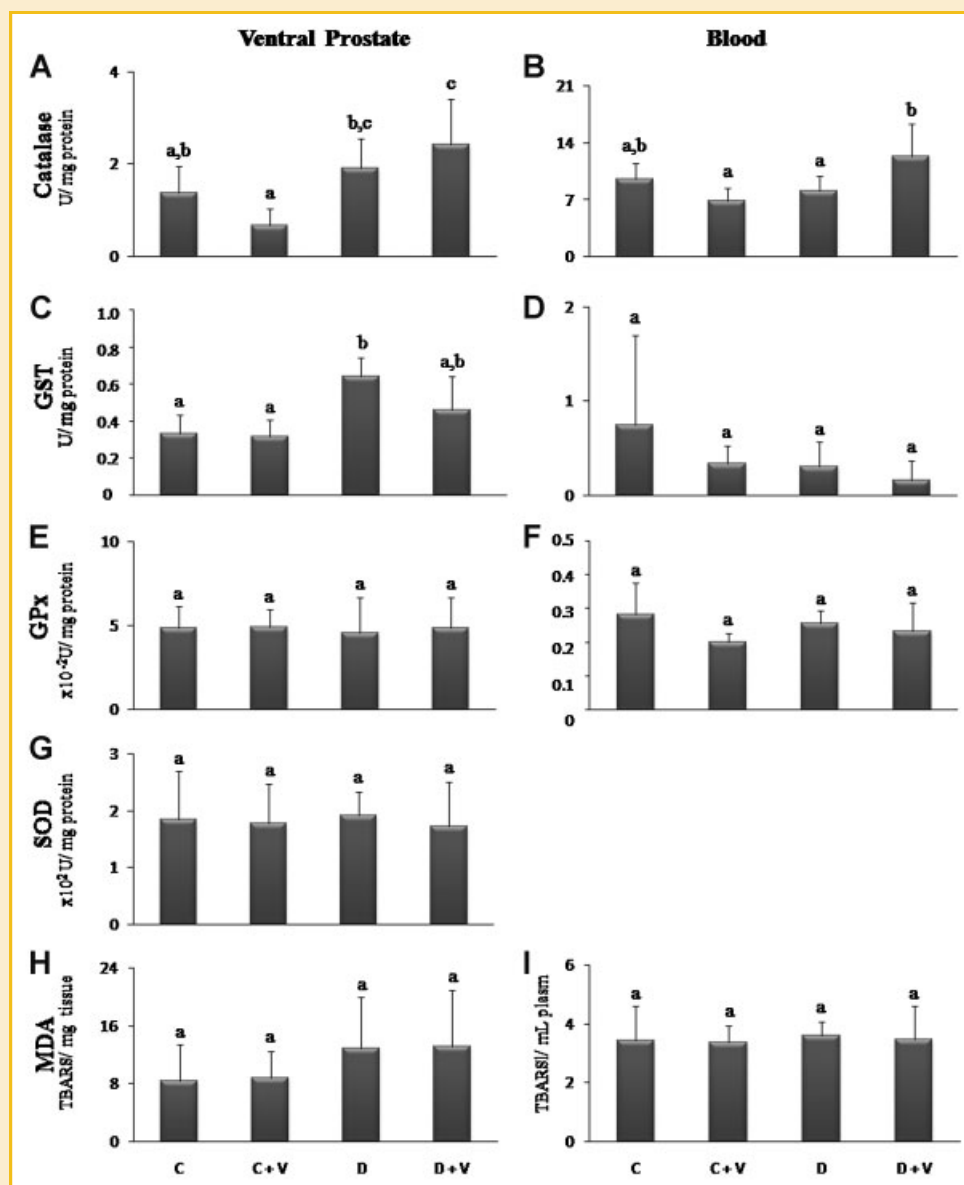 Ventral Prostate
Blood
A
Catalase
U/mg protein
4
2
0
a,b
a
b,c
c
B
21
14
7
0
a,b
a
a
b
C
GST
U/mg protein
1.0
0.8
0.6
0.4
0.2
0
a
a
b
a,b
D
2
1
0
a
a
a
a
E
GPx
x10-2U/mg protein
10
5
0
a
a
a
a
F
0.5
0.4
0.3
0.2
0.1
0
a
a
a
a
G
SOD
x10² U/mg protein
3
2
1
0
a
a
a
a
H
MDA
TBARS/mg tissue
24
16
8
0
a
a
a
a
C
C+V
D
D+V
I
TBARSl/mL plasm
6
4
2
0
a
a
a
a
C
C+V
D
D+V